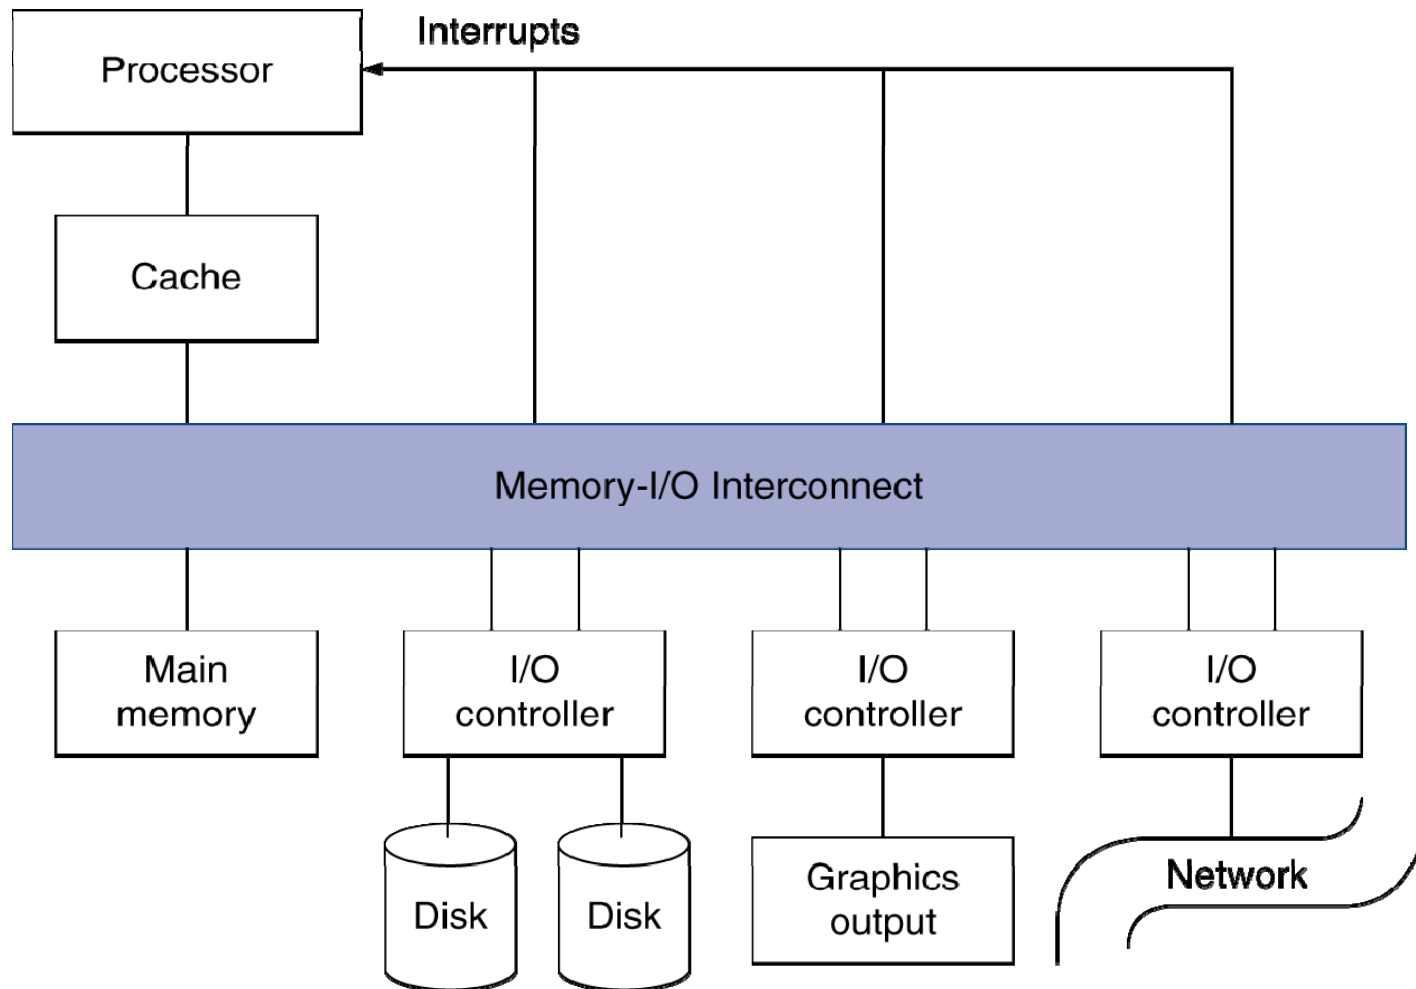 Interrupts
Processor
Cache
Memory-I/O Interconnect
Main
memory
I/O
controller
I/O
controller
I/O
controller
Disk
Disk
Graphics
output
Network